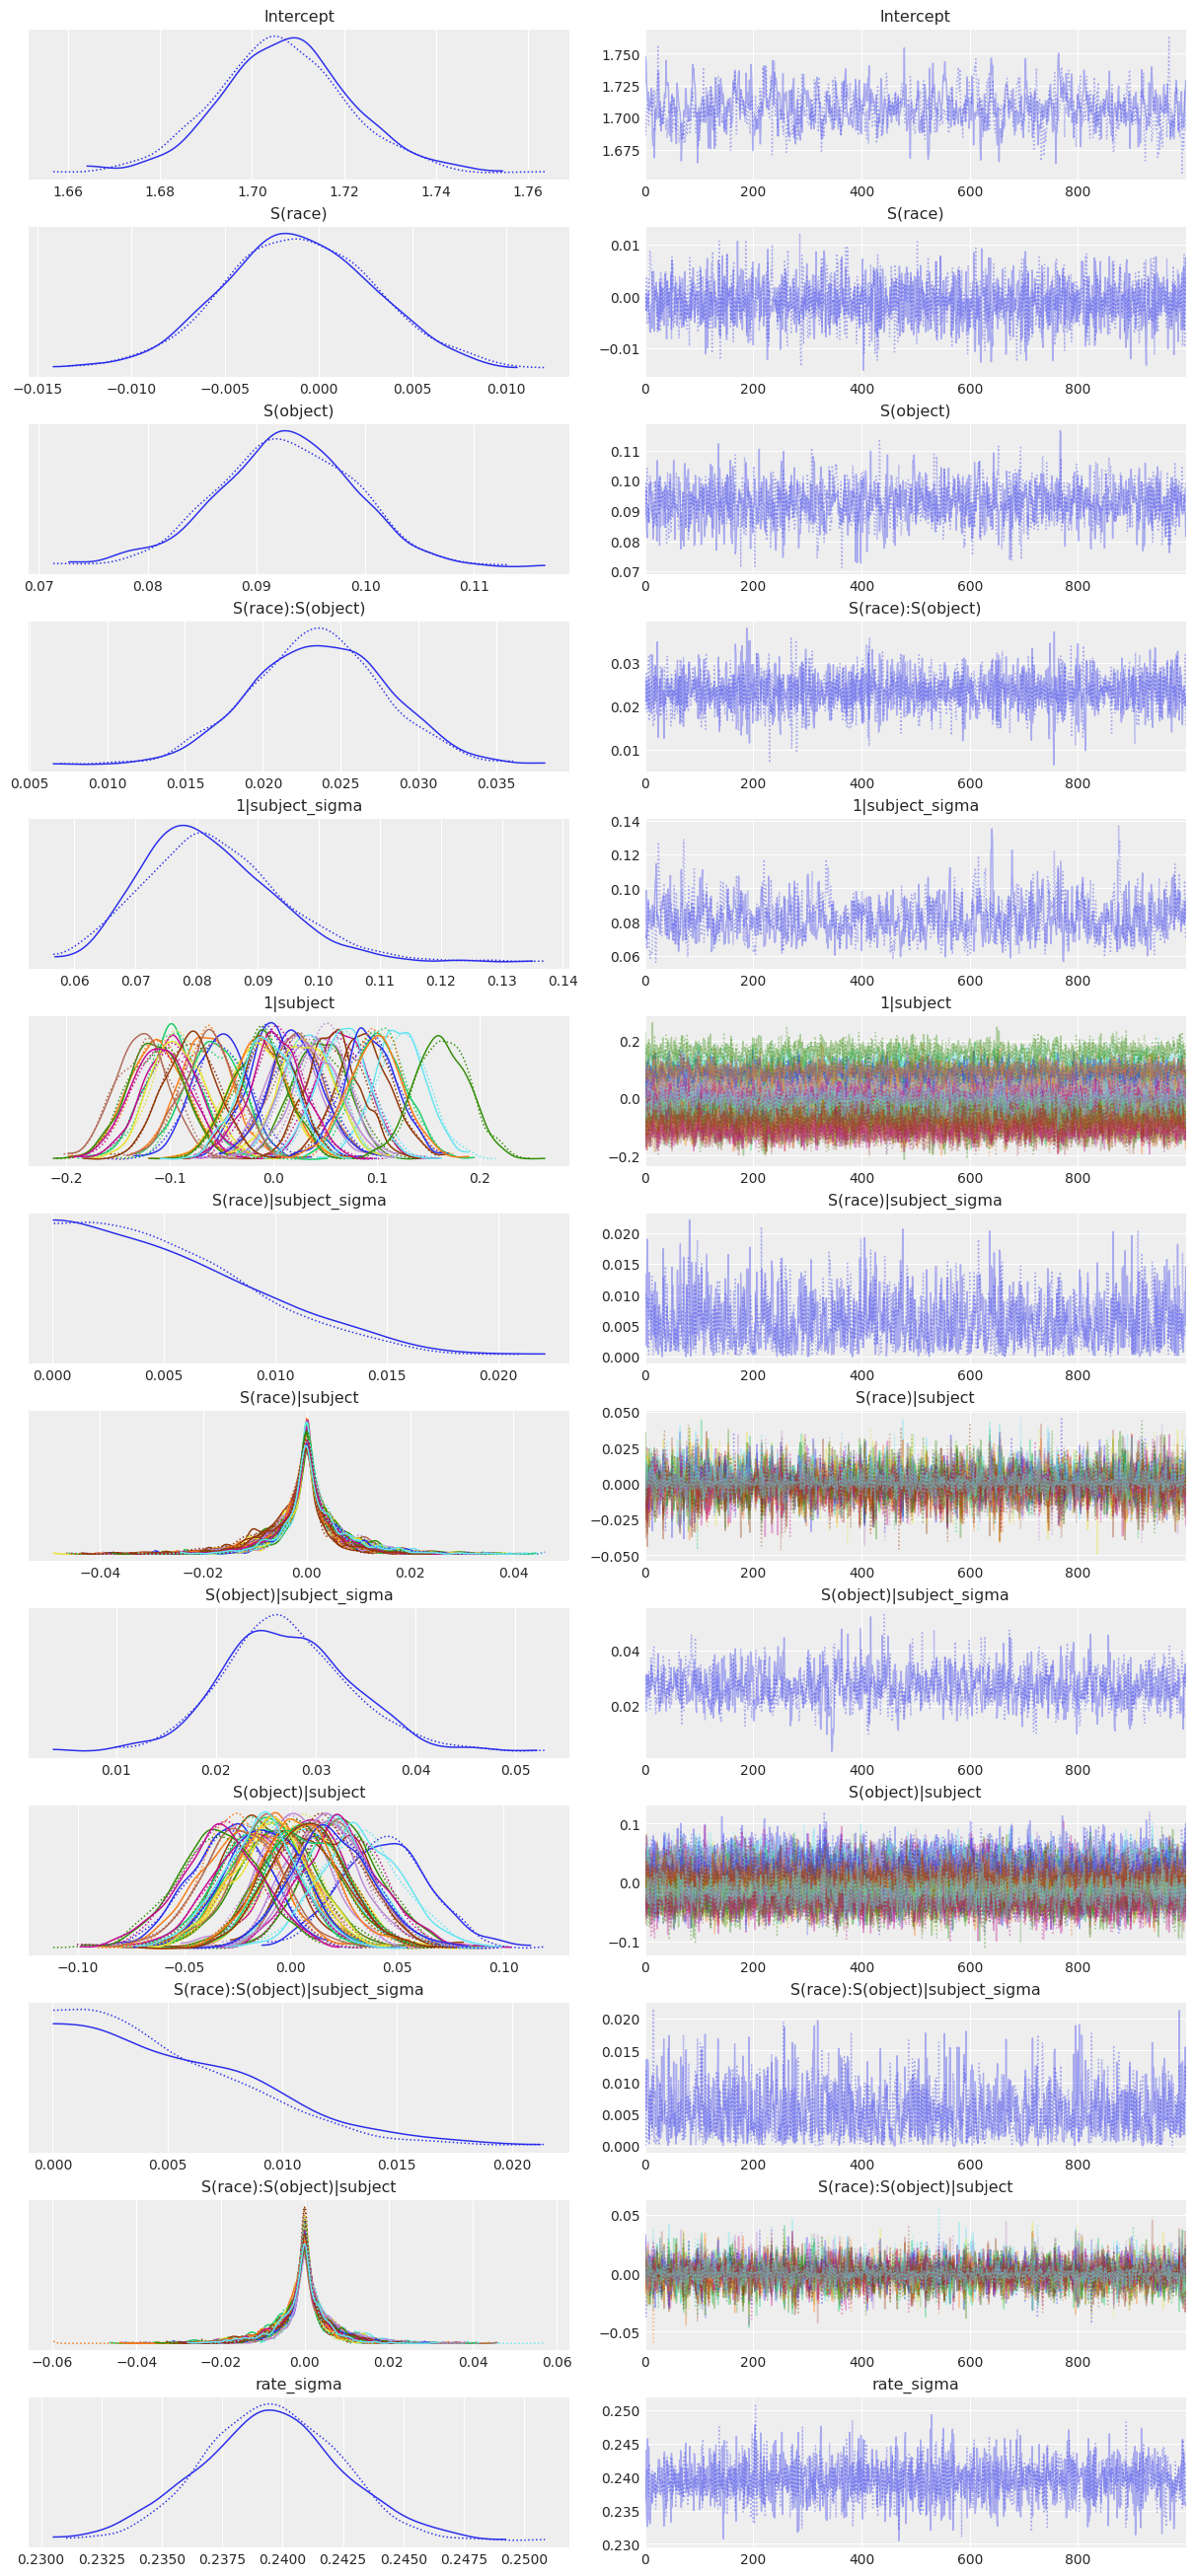 Intercept Intercept
1.750
1.725
1.700
1.675
1.66 1.68 1.70 1.72 1.74 1.76 0 200 400 600 800
S(race) S(race)
0.01
0.00
−0.01
−0.015 −0.010 −0.005 0.000 0.005 0.010 0 200 400 600 800
S(object) S(object)
0.11
0.10
0.09
0.08
0.07
0.07 0.08 0.09 0.10 0.11 0 200 400 600 800
S(race):S(object) S(race):S(object)
0.03
0.02
0.01
0.005 0.010 0.015 0.020 0.025 0.030 0.035 0 200 400 600 800
1|subject_sigma 1|subject_sigma
0.14
0.12
0.10
0.08
0.06
0.06 0.07 0.08 0.09 0.10 0.11 0.12 0.13 0.14 0 200 400 600 800
1|subject 1|subject
0.2
0.0
−0.2
−0.2 −0.1 0.0 0.1 0.2 0 200 400 600 800
S(race)|subject_sigma S(race)|subject_sigma
0.020
0.015
0.010
0.005
0.000
0.000 0.005 0.010 0.015 0.020 0 200 400 600 800
S(race)|subject S(race)|subject
0.050
0.025
0.000
−0.025
−0.050
−0.04 −0.02 0.00 0.02 0.04 0 200 400 600 800
S(object)|subject_sigma S(object)|subject_sigma
0.04
0.02
0.01 0.02 0.03 0.04 0.05 0 200 400 600 800
S(object)|subject S(object)|subject
0.1
0.0
−0.1
−0.10 −0.05 0.00 0.05 0.10 0 200 400 600 800
S(race):S(object)|subject_sigma S(race):S(object)|subject_sigma
0.020
0.015
0.010
0.005
0.000
0.000 0.005 0.010 0.015 0.020 0 200 400 600 800
S(race):S(object)|subject S(race):S(object)|subject
0.05
0.00
−0.05
−0.06 −0.04 −0.02 0.00 0.02 0.04 0.06 0 200 400 600 800
rate_sigma rate_sigma
0.250
0.245
0.240
0.235
0.230
0.2300 0.2325 0.2350 0.2375 0.2400 0.2425 0.2450 0.2475 0.2500 0 200 400 600 800